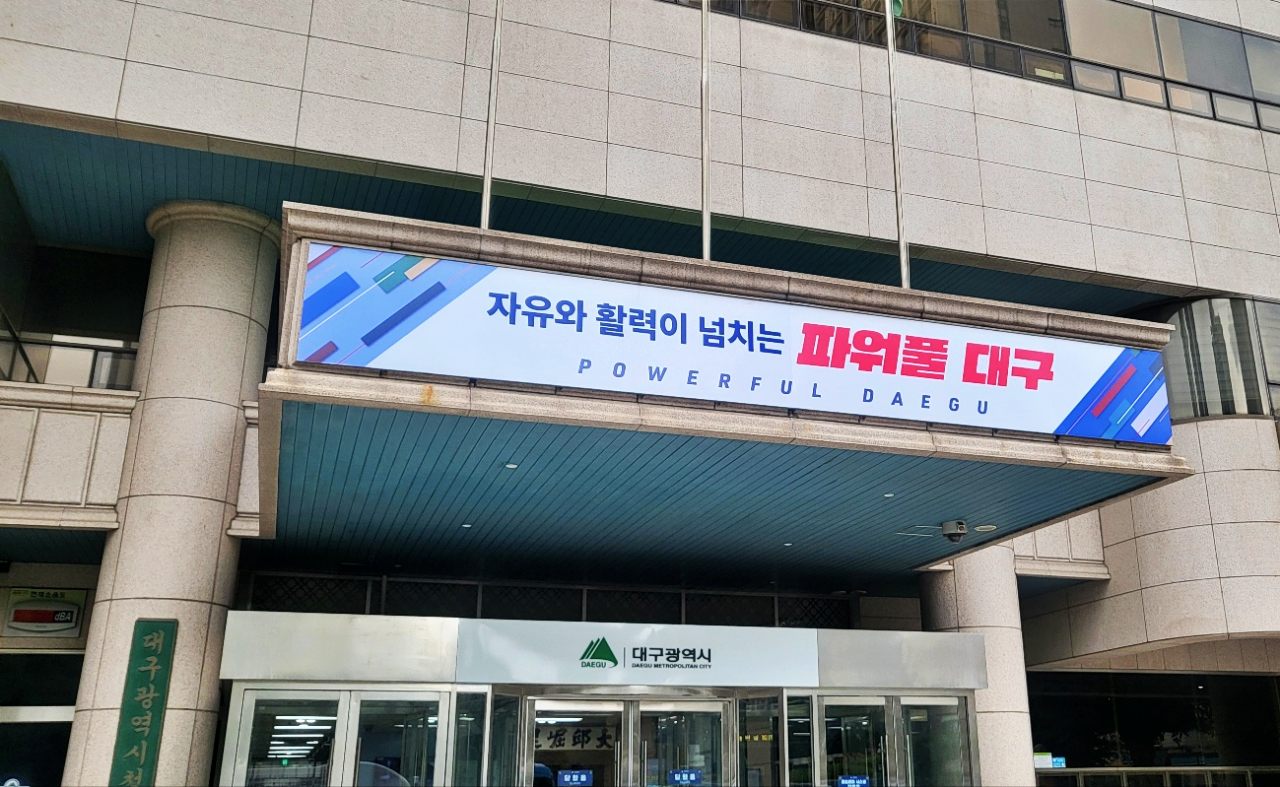 자유와 활력이 넘치는 파워풀 대구
POWERFUL DAEGU
DAEGU
대구광역시
DAEGU METROPOLITAN CITY
dBA
대구광역시청